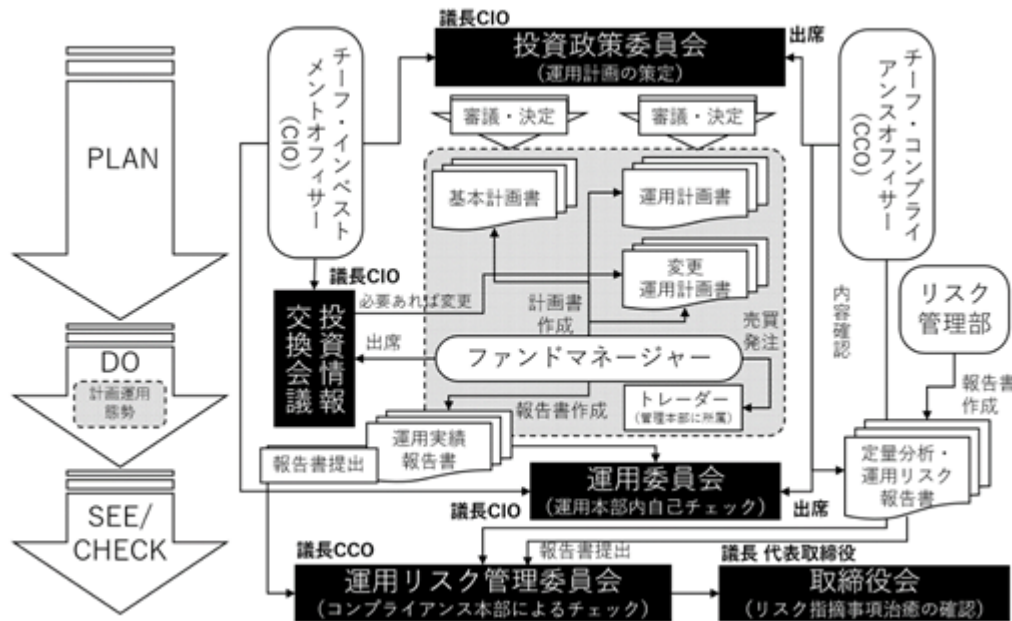 議長CIO
投資政策委員会
(運用計画の策定)
出席
チーフ・インベスト
メントオフィサー
(CIO)
チーフ・コンプライ
アンスオフィサー
(CCO)
PLAN
審議・決定
審議・決定
基本計画書
運用計画書
変更
運用計画書
議長CIO
必要あれば変更
投資情報
交換会議
計画書
作成
売買
発注
内容確認
リスク
管理部
出席
ファンドマネージャー
DO
計画運用
態勢
報告書作成
トレーダー
(管理本部に所属)
報告書
作成
運用実績
報告書
報告書提出
定量分析・
運用リスク
報告書
運用委員会
(運用本部内自己チェック)
議長CIO
出席
SEE/
CHECK
議長CCO
報告書提出
議長 代表取締役
運用リスク管理委員会
(コンプライアンス本部によるチェック)
取締役会
(リスク指摘事項治癒の確認)